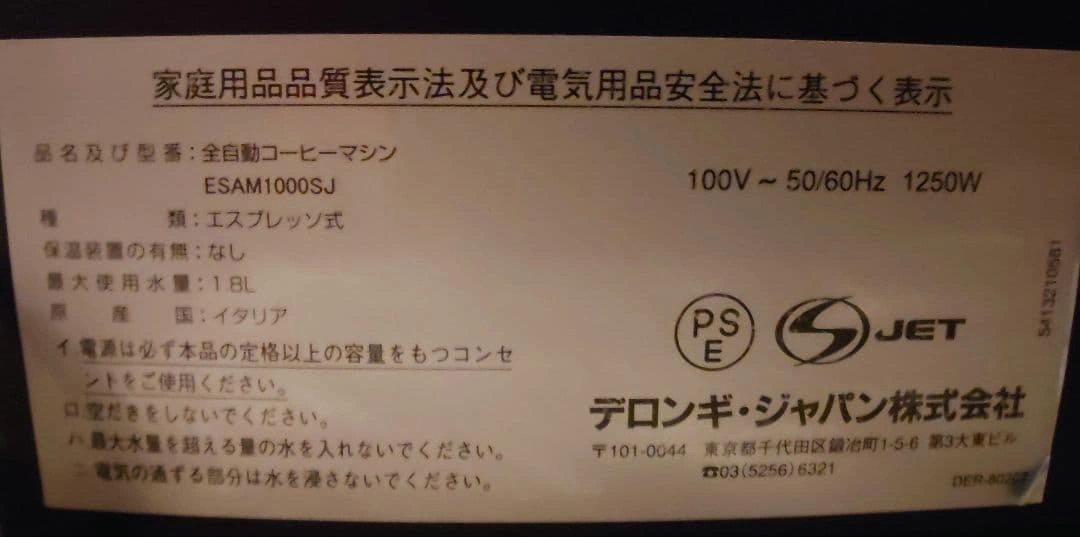 家庭用品品質表示法及び電気用品安全法に基づく表示
品名及び型番：全自動コーヒーマシン
ESAM1000SJ
100V～50/60Hz 1250W
種類：エスプレッソ式
保温装置の有無：なし
最大使用水量：1.8L
原産国：イタリア
イ.電源は必ず本品の定格以上の容量をもつコンセ
ントをご使用ください。
ロ.空だきをしないでください。
ハ.最大水量を超える量の水を入れないでください。
ニ.電気の通ずる部分は水を浸さないでください。
PS
E
JET
デロンギ・ジャパン株式会社
〒101-0044 東京都千代田区鍛冶町1-5-6 第3大東ビル
☎03(5256)6321
5413210581